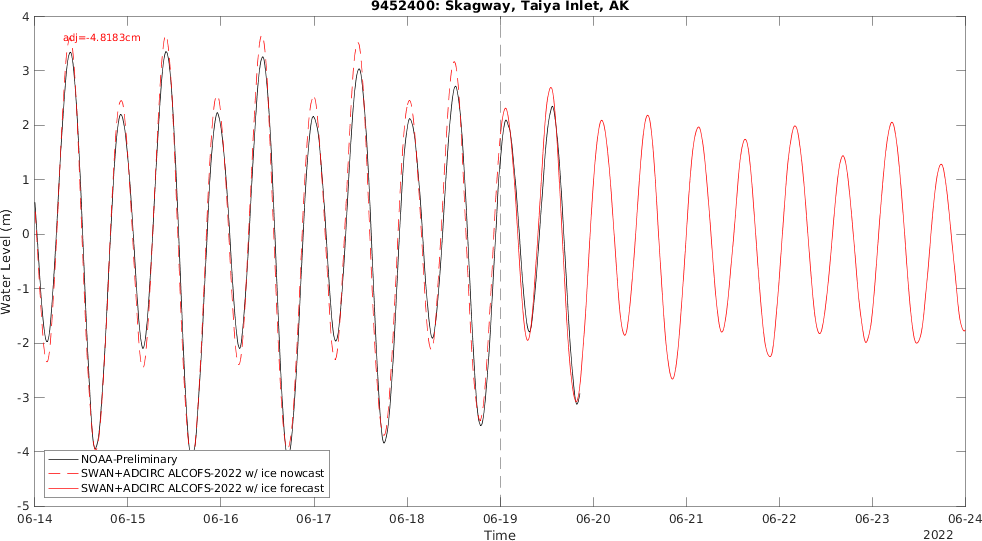 9452400: Skagway, Taiya Inlet, AK
adj=-4.8183cm
4
3
2
1
0
-1
-2
-3
-4
-5
Water Level (m)
NOAA-Preliminary
SWAN+ADCIRC ALCOFS-2022 w/ ice nowcast
SWAN+ADCIRC ALCOFS-2022 w/ ice forecast
06-14 06-15 06-16 06-17 06-18 06-19 06-20 06-21 06-22 06-23 06-24
Time
2022